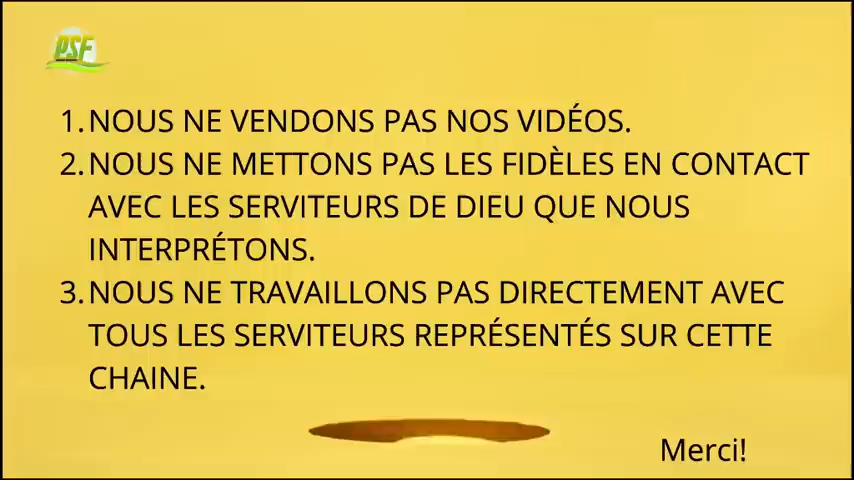 PSF
1. NOUS NE VENDONS PAS NOS VIDÉOS.
2. NOUS NE METTONS PAS LES FIDÈLES EN CONTACT
AVEC LES SERVITEURS DE DIEU QUE NOUS
INTERPRÉTONS.
3. NOUS NE TRAVAILLONS PAS DIRECTEMENT AVEC
TOUS LES SERVITEURS REPRÉSENTÉS SUR CETTE
CHAINE.
Merci!